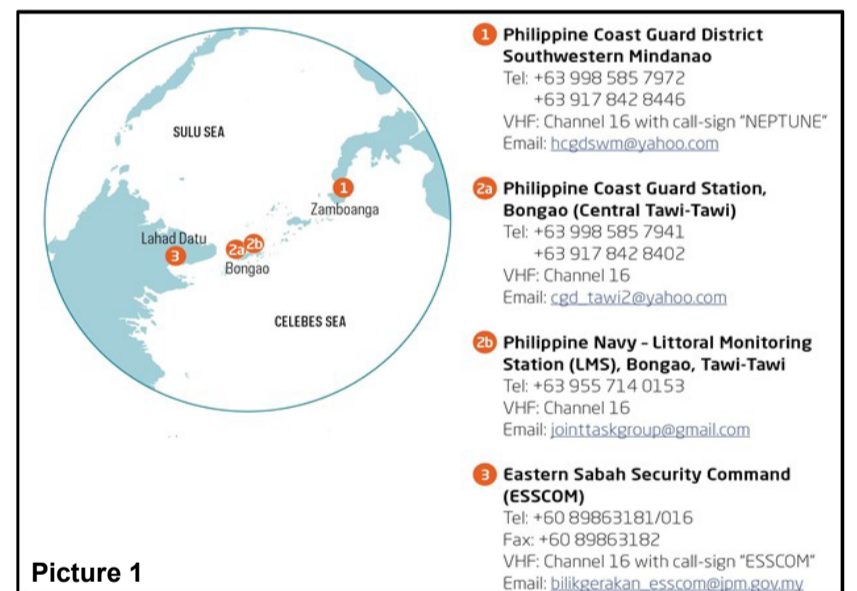 SULU SEA
1
Zamboanga
Lahad Datu
3
2a
2b
Bongao
CELEBES SEA
Picture 1
1 Philippine Coast Guard District
Southwestern Mindanao
Tel: +63 998 585 7972
+63 917 842 8446
VHF: Channel 16 with call-sign “NEPTUNE”
Email: hcgdswm@yahoo.com
2a Philippine Coast Guard Station,
Bongao (Central Tawi-Tawi)
Tel: +63 998 585 7941
+63 917 842 8402
VHF: Channel 16
Email: cgd_tawi2@yahoo.com
2b Philippine Navy – Littoral Monitoring
Station (LMS), Bongao, Tawi-Tawi
Tel: +63 955 714 0153
VHF: Channel 16
Email: jointtaskgroup@gmail.com
3 Eastern Sabah Security Command
(ESSCOM)
Tel: +60 89863181/016
Fax: +60 89863182
VHF: Channel 16 with call-sign “ESSCOM”
Email: bilikgerakan_esscom@jpm.gov.my